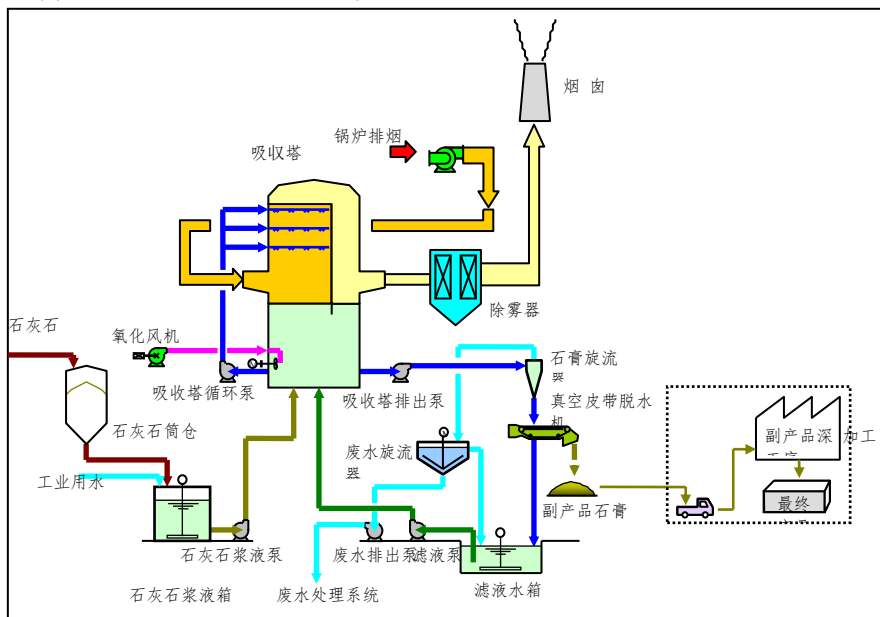 烟 囱
锅炉排烟
吸收塔
除雾器
石灰石
氧化风机
石膏旋流
器
吸收塔循环泵
吸收塔排出泵
真空皮带脱水
机
石灰石筒仓
副产品深加工
废水旋流
器
工业用水
副产品石膏
最终
石灰石浆液泵
废水排出泵
滤液泵
石灰石浆液箱
废水处理系统
滤液水箱